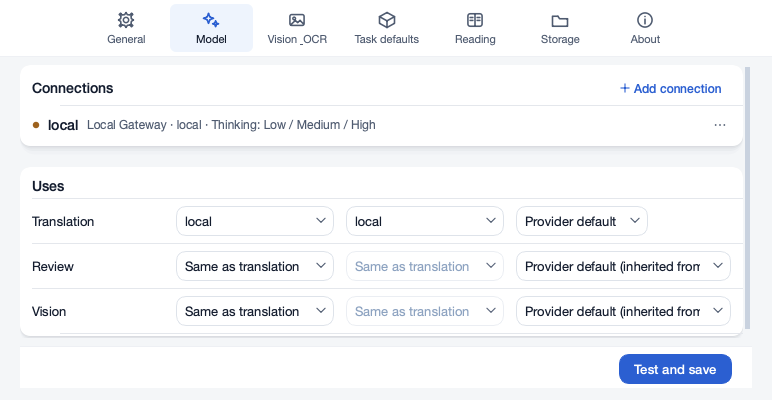 General
Model
Vision _OCR
Task defaults
Reading
Storage
About
Connections
+ Add connection
local Local Gateway · local · Thinking: Low / Medium / High ···
Uses
Translation local local Provider default
Review Same as translation Same as translation Provider default (inherited from
Vision Same as translation Same as translation Provider default (inherited from
Test and save